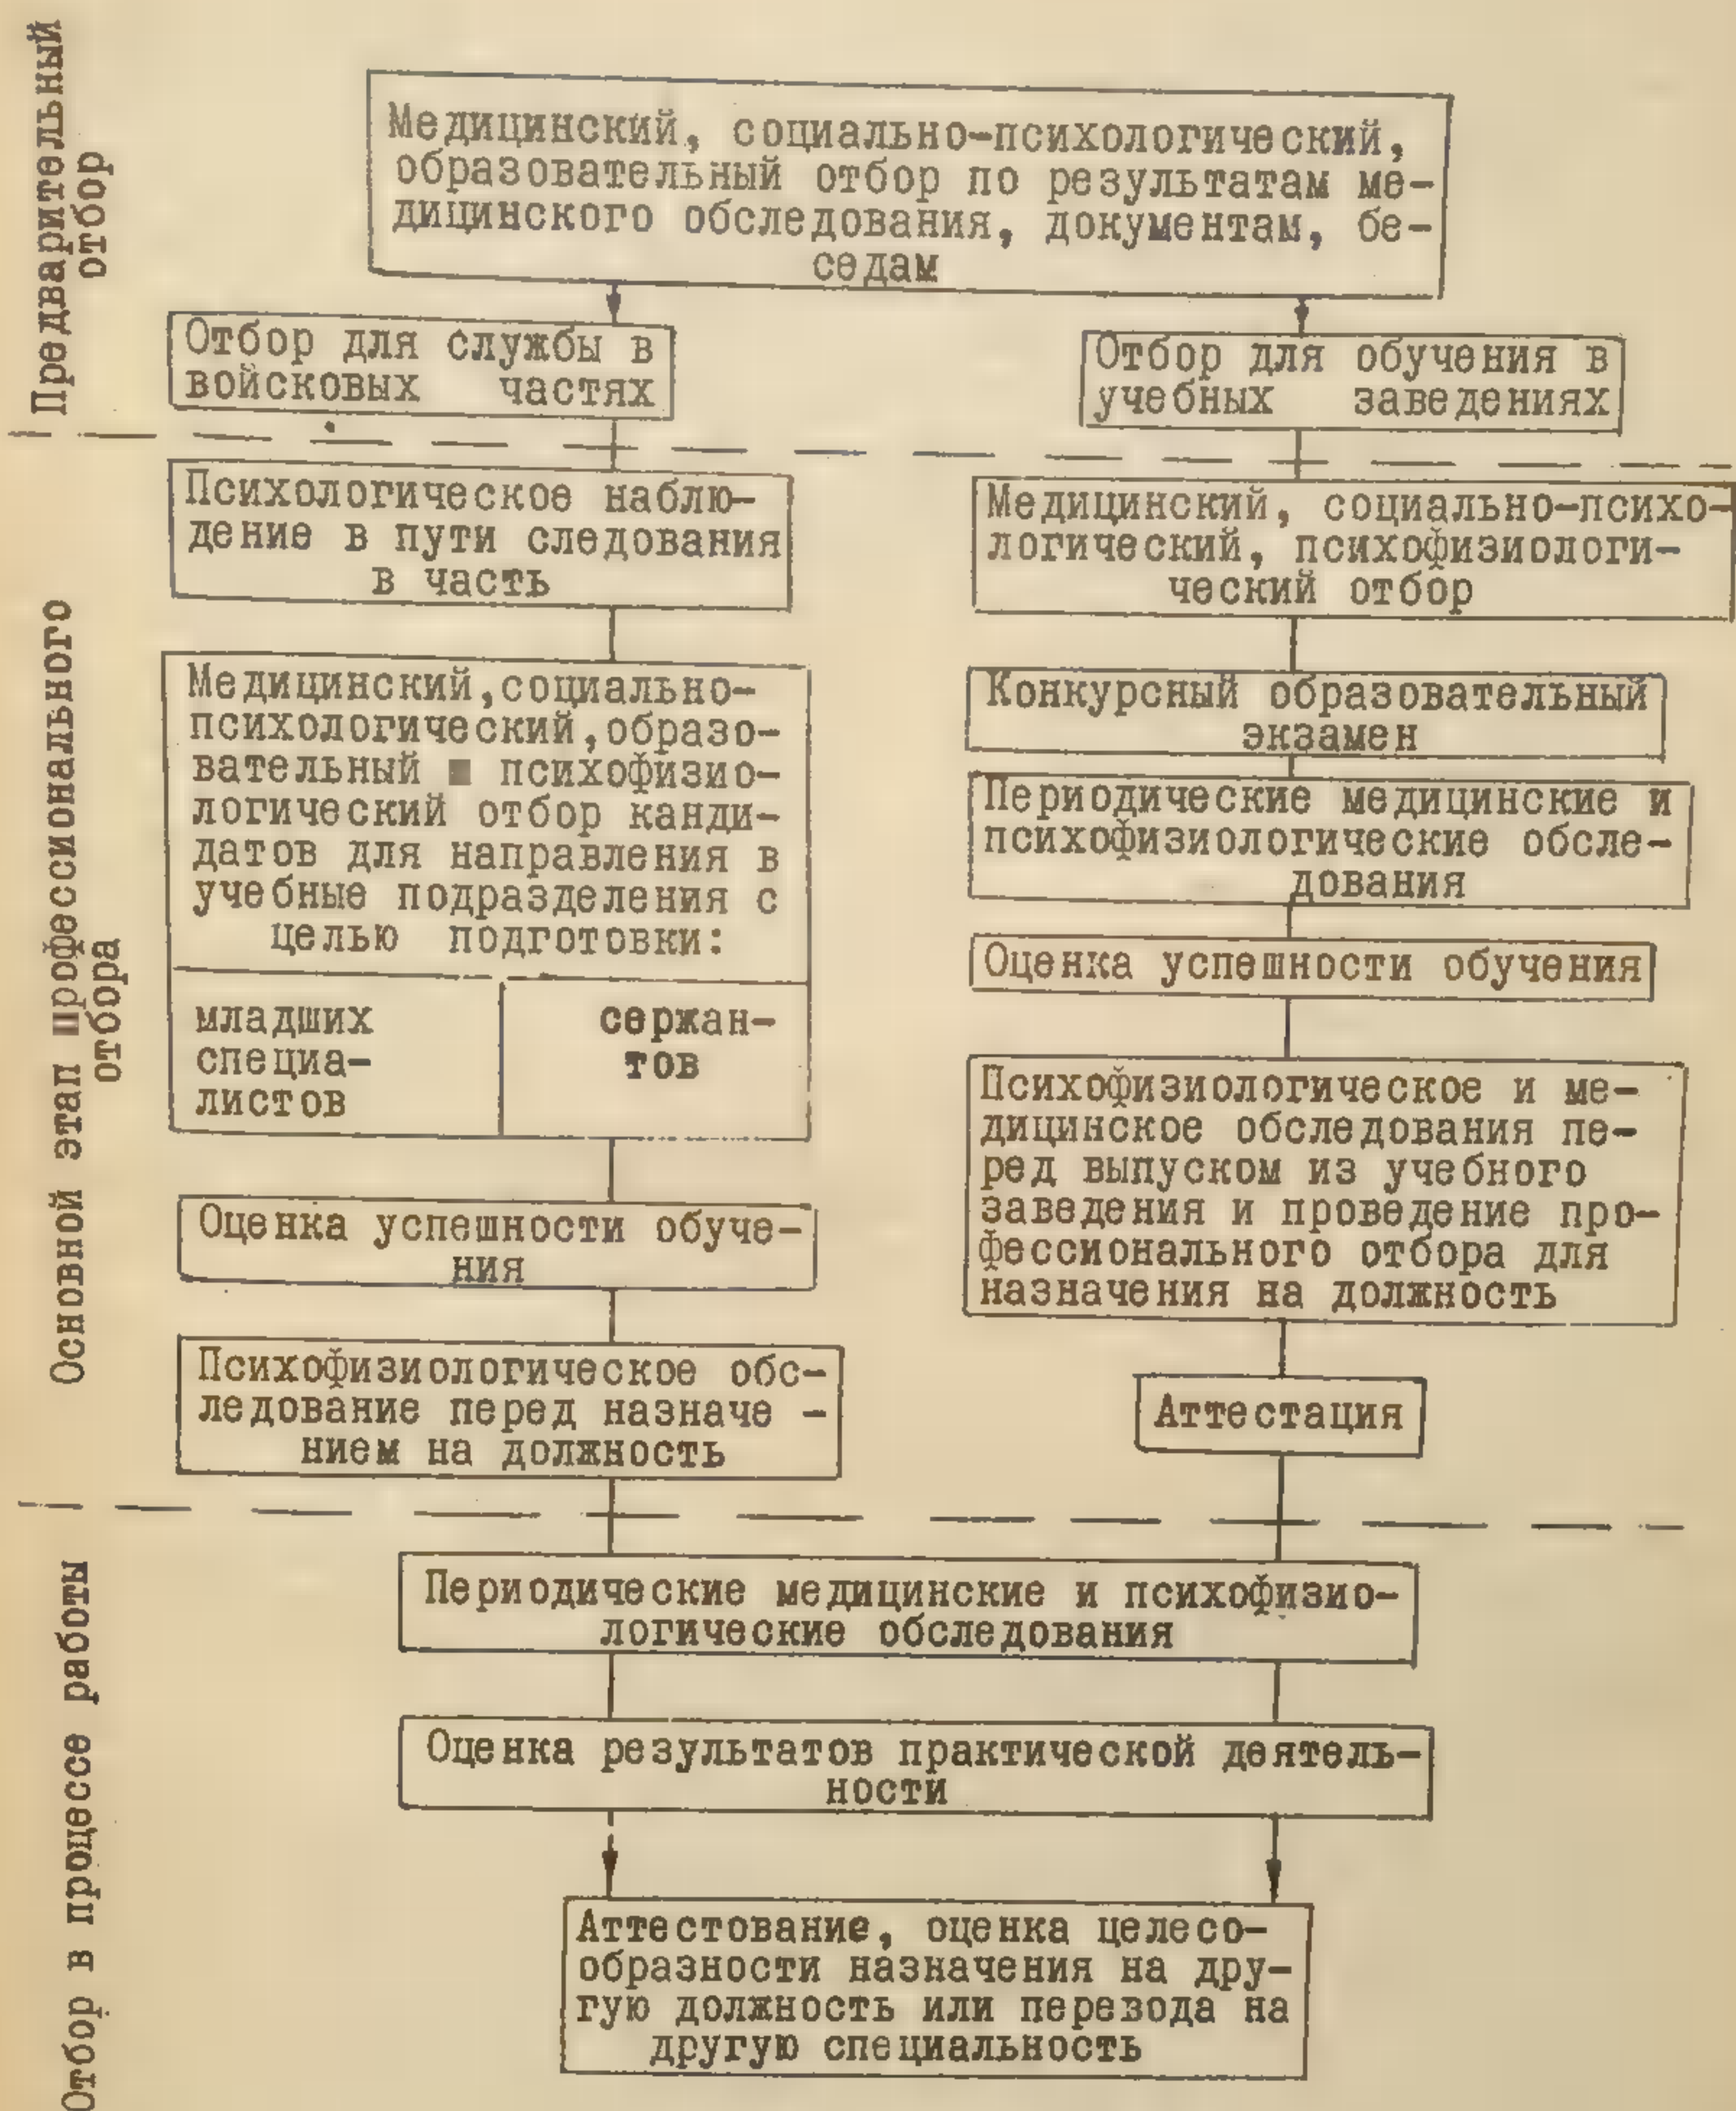 Предварительный
отбор
Медицинский, социально-психологический,
образовательный отбор по результатам ме-
дицинского обследования, документам, бе-
седам
Отбор для службы в
войсковых частях
Отбор для обучения в
учебных заведениях
Основной этап профессионального
отбора
Психологическое наблю-
дение в пути следования
в часть
Медицинский,социально-
психологический,образо-
вательный психофизио-
логический отбор канди-
датов для направления в
учебные подразделения с
целью подготовки:
младших
специа-
листов
сержан-
тов
Оценка успешности обуче-
ния
Психофизиологическое обс-
ледование перед назначе -
нием на должность
Медицинский, социально-психо-
логический, психофизиологи-
ческий отбор
Конкурсный образовательный
экзамен
Периодические медицинские и
психофизиологические обсле-
дования
Оценка успешности обучения
Психофизиологическое и ме-
дицинское обследования пе-
ред выпуском из учебного
заведения и проведение про-
фессионального отбора для
назначения на должность
Аттестация
Отбор в процессе работы
Периодические медицинские и психофизио-
логические обследования
Оценка результатов практической деятель-
ности
Аттестование, оценка целесо-
образности назначения на дру-
гую должность или перевода на
другую специальность